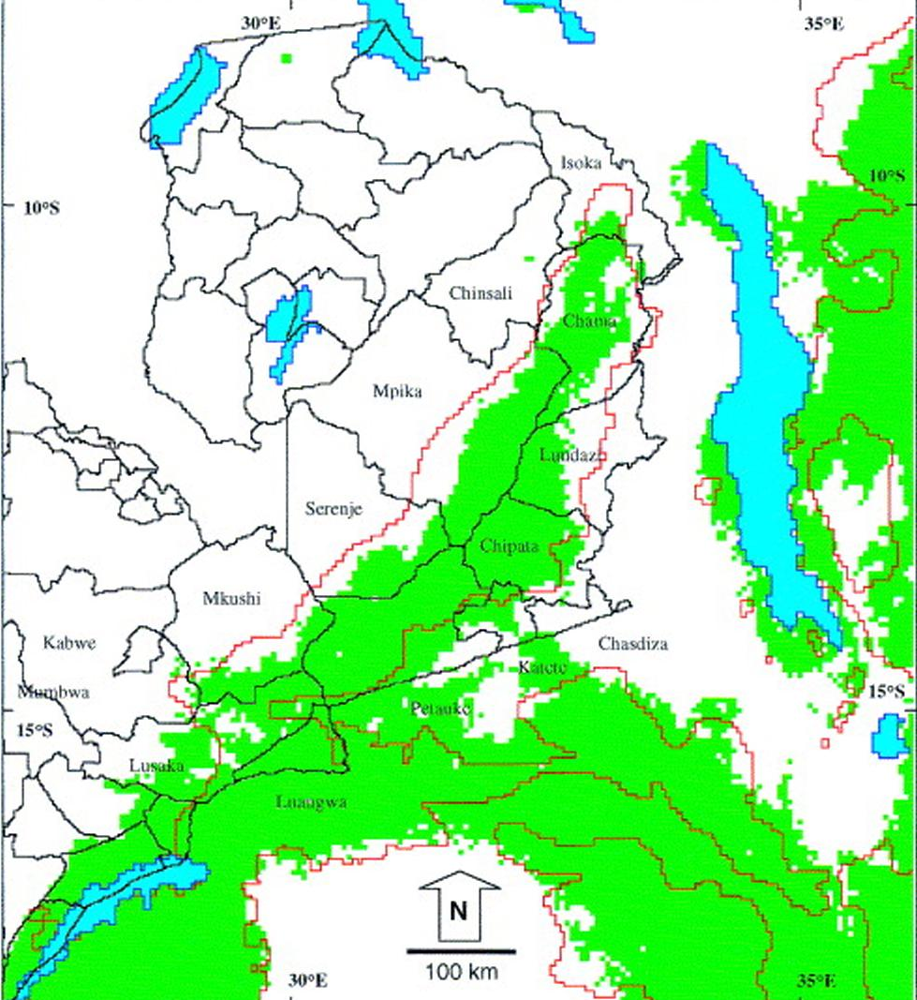 30°E 35°E
Isoka
10°S
10°S
Chinsali
Chama
Mpika
Lundazi
Serenje
Chipata
Mkushi
Kabwe
Chasdiza
Katete
Mumbwa
15°S
Petauke
15°S
Lusaka
Luangwa
N
100 km
30°E 35°E